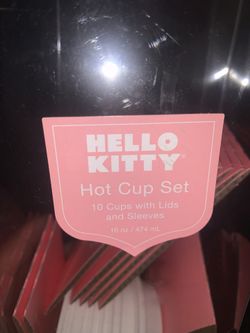 HELLO
KITTY®
Hot Cup Set
10 Cups with Lids
and Sleeves
16 oz / 474 mL